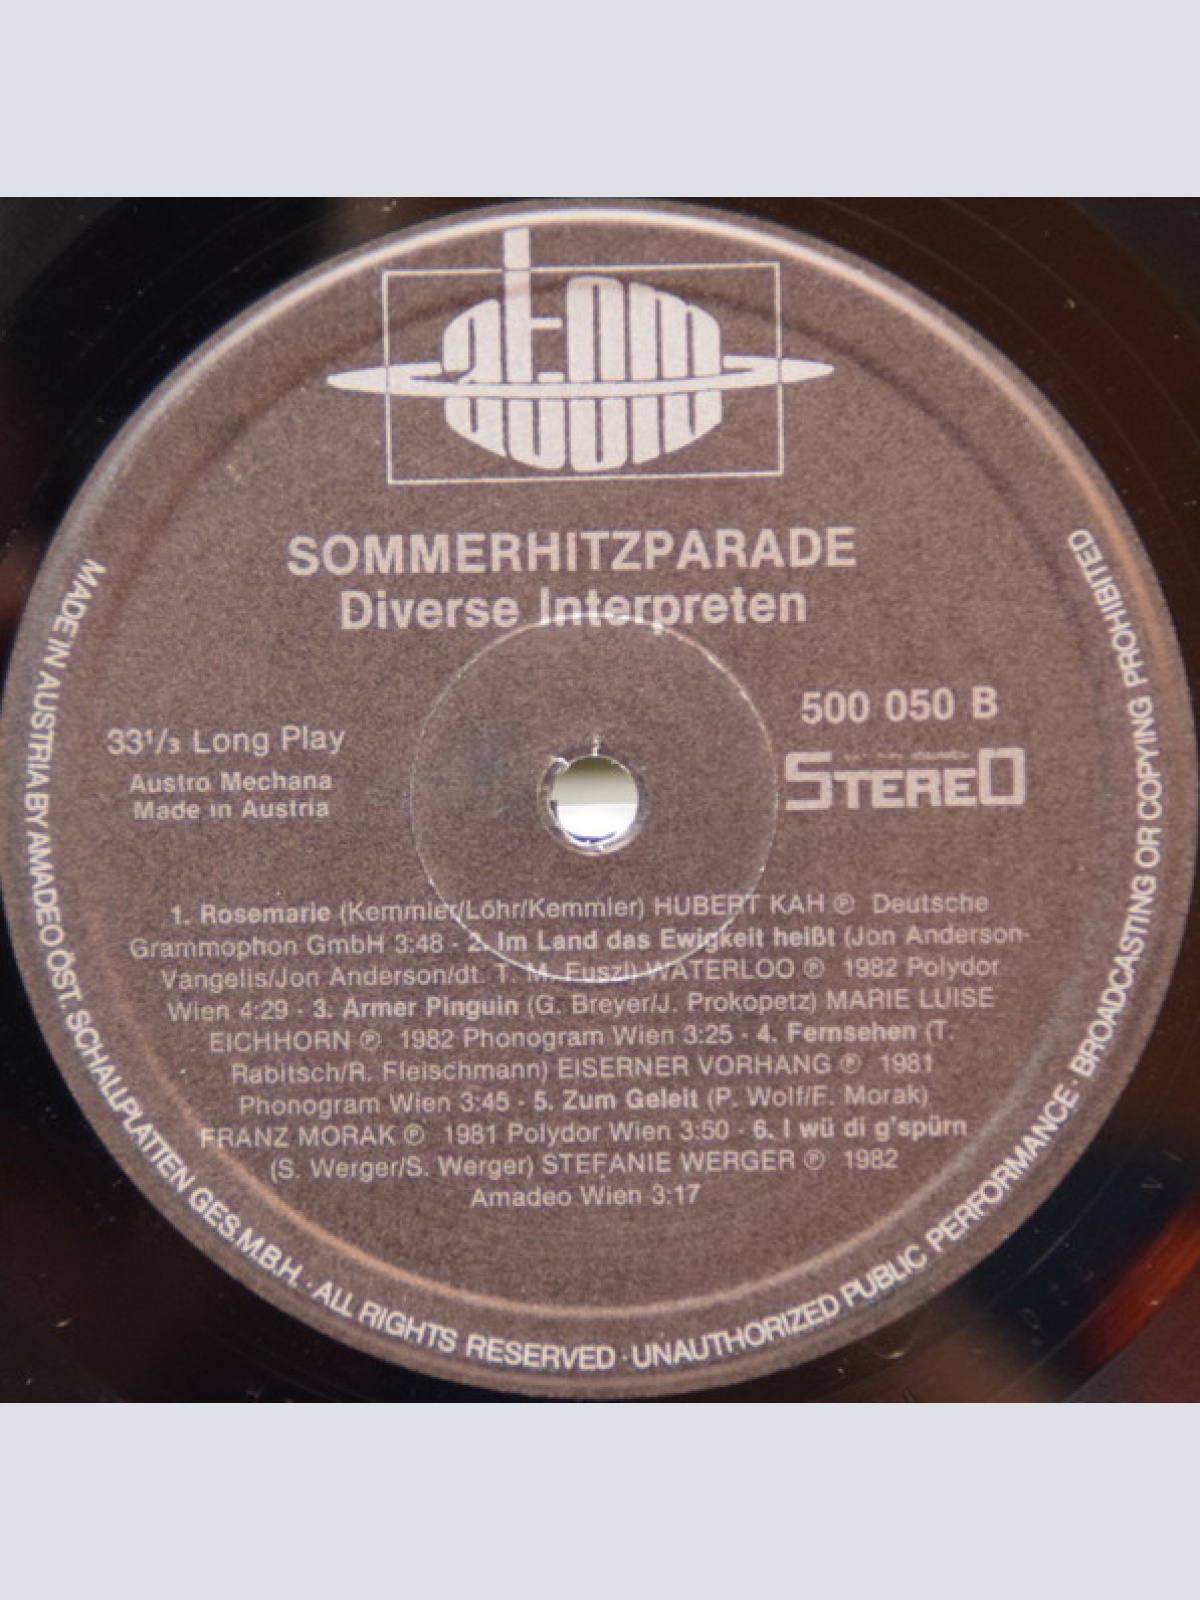 atom
SOMMERHITZPARADE
Diverse Interpreten
500 050 B
STEREO
33¹/₃ Long Play
Austro Mechana
Made in Austria
1. Rosemarie (Kemmler/Löhr/Kemmler) HUBERT KAH ℗ Deutsche
Grammophon GmbH 3:48 - 2. Im Land das Ewigkeit heißt (Jon Anderson-
Vangelis/Jon Anderson/dt. T. M. Fuszl) WATERLOO ℗ 1982 Polydor
Wien 4:29 - 3. Armer Pinguin (G. Breyer/J. Prokopetz) MARIE LUISE
EICHHORN ℗ 1982 Phonogram Wien 3:25 - 4. Fernsehen (T.
Rabitsch/R. Fleischmann) EISERNER VORHANG ℗ 1981
Phonogram Wien 3:45 - 5. Zum Geleit (P. Wolf/F. Morak)
FRANZ MORAK ℗ 1981 Polydor Wien 3:50 - 6. I wü di g'spürn
(S. Werger/S. Werger) STEFANIE WERGER ℗ 1982
Amadeo Wien 3:17
MADE IN AUSTRIA BY AMADEO ÖST. SCHALLPLATTEN GES.M.B.H. · ALL RIGHTS RESERVED · UNAUTHORIZED PUBLIC PERFORMANCE · BROADCASTING OR COPYING PROHIBITED